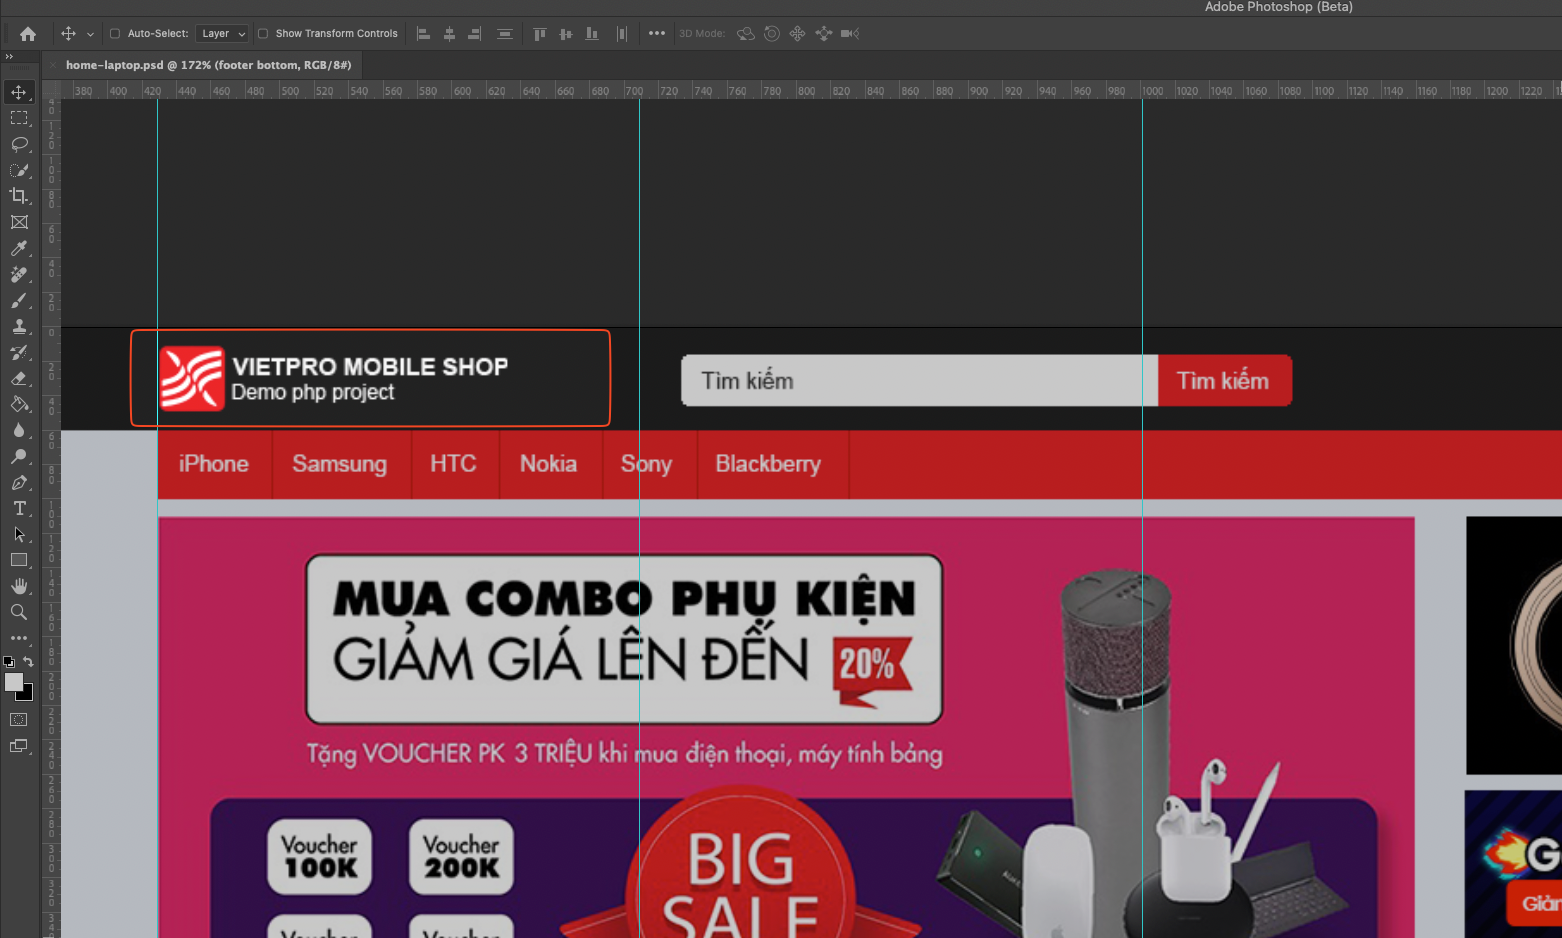 Adobe Photoshop (Beta)
Auto-Select: Layer Show Transform Controls 3D Mode:
home-laptop.psd @ 172% (footer bottom, RGB/8#)
380 400 420 440 460 480 500 520 540 560 580 600 620 640 660 680 700 720 740 760 780 800 820 840 860 880 900 920 940 960 980 1000 1020 1040 1060 1080 1100 1120 1140 1160 1180 1200 1220
VIETPRO MOBILE SHOP
Demo php project
Tìm kiếm Tìm kiếm
iPhone Samsung HTC Nokia Sony Blackberry
MUA COMBO PHỤ KIỆN
GIẢM GIÁ LÊN ĐẾN 20%
Tặng VOUCHER PK 3 TRIỆU khi mua điện thoại, máy tính bảng
Voucher
100K
Voucher
200K
BIG
SALE
Voucher Voucher
G
Giảm